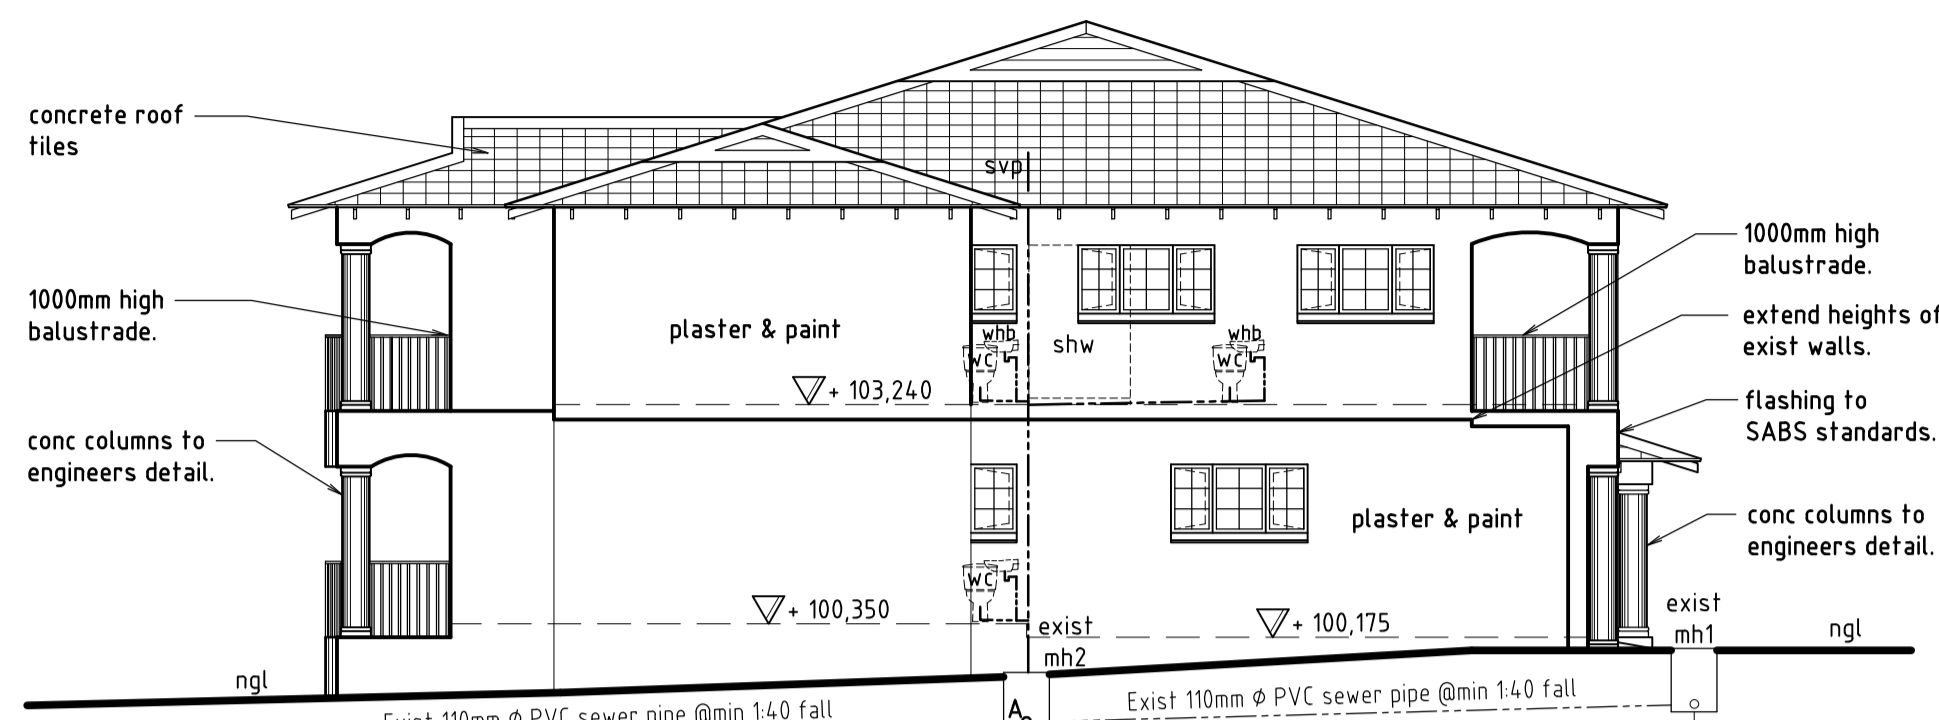 concrete roof
tiles
svp
1000mm high
balustrade.
1000mm high
balustrade.
plaster & paint
whb
WC
shw
whb
WC
extend heights of
exist walls.
+ 103,240
flashing to
SABS standards.
conc columns to
engineers detail.
plaster & paint
conc columns to
engineers detail.
WC
+ 100,350
+ 100,175
exist
mh2
exist
mh1
ngl
ngl
Exist 110mm Ø PVC sewer pipe @min 1:40 fall
A
Exist 110mm Ø PVC sewer pipe @min 1:40 fall